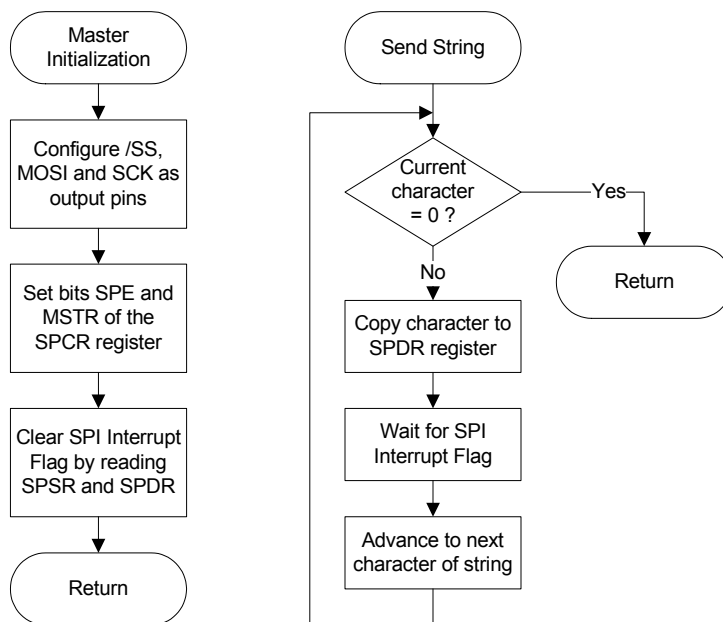 Master
Initialization
Configure /SS,
MOSI and SCK as
output pins
Set bits SPE and
MSTR of the
SPCR register
Clear SPI Interrupt
Flag by reading
SPSR and SPDR
Return
Send String
Current
character
= 0 ?
Yes
Return
No
Copy character to
SPDR register
Wait for SPI
Interrupt Flag
Advance to next
character of string